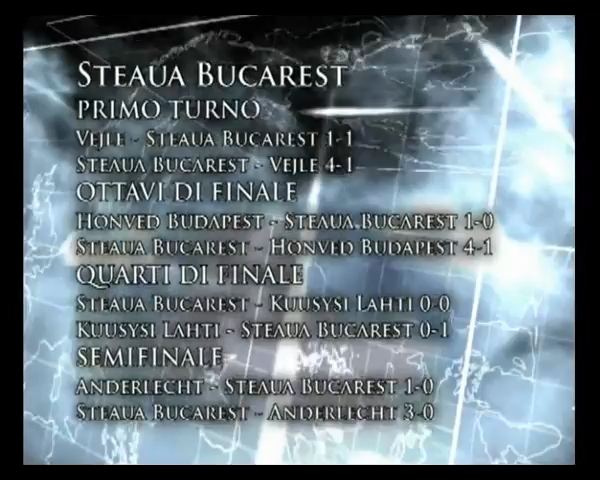 STEAUA BUCAREST
PRIMO TURNO
VEJLE - STEAUA BUCAREST 1-1
STEAUA BUCAREST - VEJLE 4-1
OTTAVI DI FINALE
HONVED BUDAPEST - STEAUA BUCAREST 1-0
STEAUA BUCAREST - HONVED BUDAPEST 4-1
QUARTI DI FINALE
STEAUA BUCAREST - KUUSYSI LAHTI 0-0
KUUSYSI LAHTI - STEAUA BUCAREST 0-1
SEMIFINALE
ANDERLECHT - STEAUA BUCAREST 1-0
STEAUA BUCAREST - ANDERLECHT 3-0